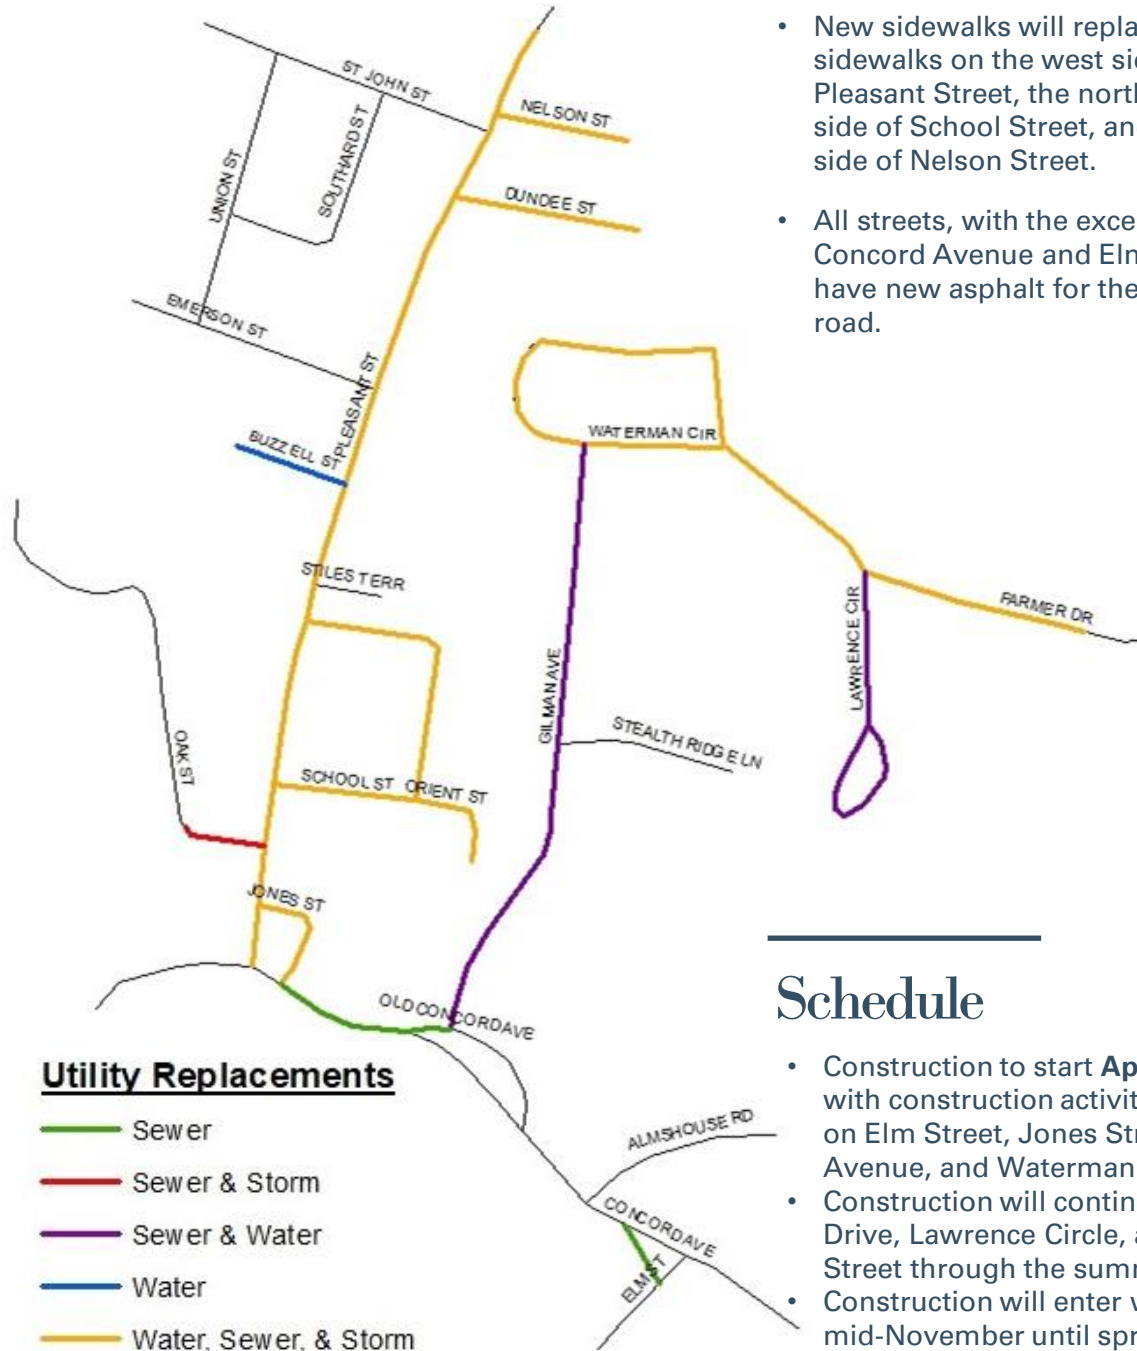 • New sidewalks will repla
sidewalks on the west sid
Pleasant Street, the north
side of School Street, an
side of Nelson Street.
• All streets, with the exce
Concord Avenue and Eln
have new asphalt for the
road.
ST JOHN ST
NELSON ST
SOUTHARD ST
UNION ST
DUNDEE ST
EMERSON ST
PLEASANT ST
BUZZELL ST
WATERMAN CIR
STILES TERR
FARMER DR
LAWRENCE CIR
GILMAN AVE
STEALTH RIDGE LN
OAK ST
SCHOOL ST
ORIENT ST
JONES ST
OLD CONCORD AVE
ALMSHOUSE RD
CONCORD AVE
ELM ST
Utility Replacements
Sewer
Sewer & Storm
Sewer & Water
Water
Water, Sewer, & Storm
Schedule
• Construction to start Ap
with construction activit
on Elm Street, Jones Str
Avenue, and Waterman
• Construction will contin
Drive, Lawrence Circle, a
Street through the sumr
• Construction will enter v
mid-November until spr